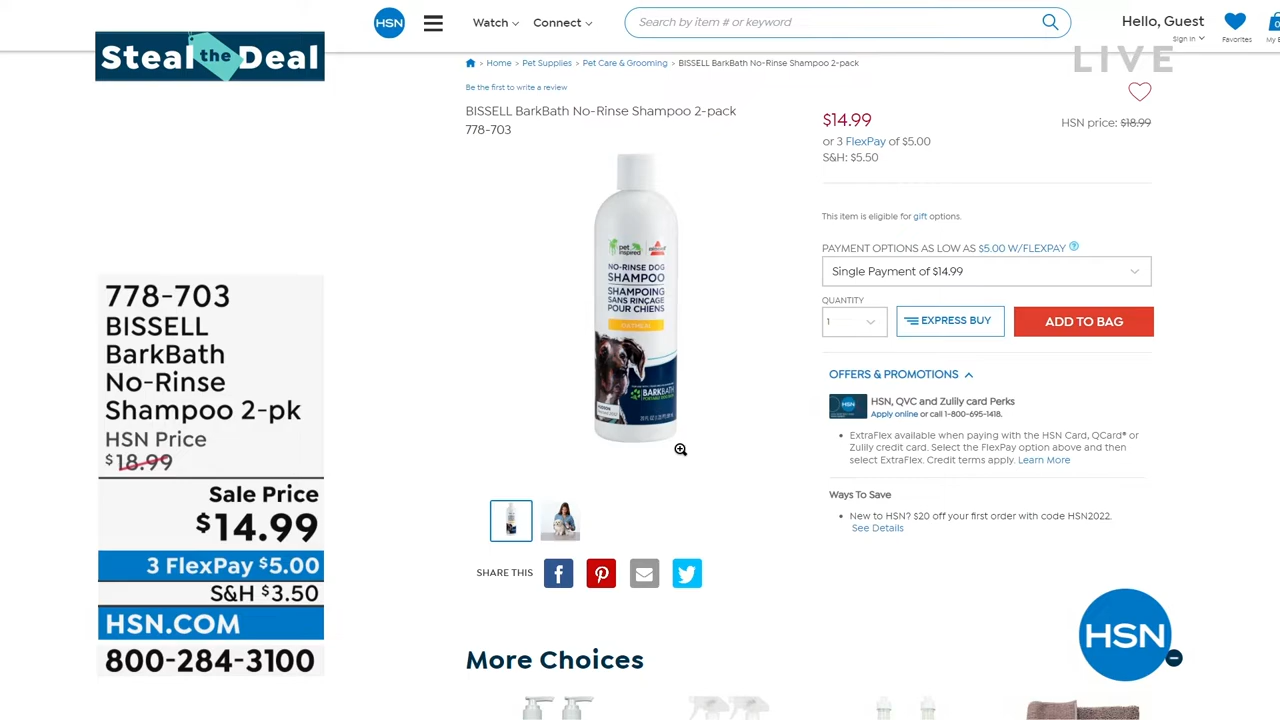 Steal the Deal
778-703
BISSELL
BarkBath
No-Rinse
Shampoo 2-pk
HSN Price
$18.99
Sale Price
$14.99
3 FlexPay $5.00
S&H $3.50
HSN.COM
800-284-3100
HSN
Watch
Connect
Search by item # or keyword
Hello, Guest
Sign In
Favorites
LIVE
> Home > Pet Supplies > Pet Care & Grooming > BISSELL BarkBath No-Rinse Shampoo 2-pack
Be the first to write a review
BISSELL BarkBath No-Rinse Shampoo 2-pack
778-703
pet inspired
NO-RINSE DOG
SHAMPOO
SHAMPOING
SANS RINÇAGE
POUR CHIENS
OATMEAL
BARKBATH
$14.99
HSN price: $18.99
or 3 FlexPay of $5.00
S&H: $5.50
This item is eligible for gift options.
PAYMENT OPTIONS AS LOW AS $5.00 W/FLEXPAY
Single Payment of $14.99
QUANTITY
1
EXPRESS BUY
ADD TO BAG
OFFERS & PROMOTIONS
HSN
HSN, QVC and Zulily card Perks
Apply online or call 1-800-695-1418.
• ExtraFlex available when paying with the HSN Card, QCard® or
Zulily credit card. Select the FlexPay option above and then
select ExtraFlex. Credit terms apply. Learn More
Ways To Save
• New to HSN? $20 off your first order with code HSN2022.
See Details
SHARE THIS
More Choices
HSN